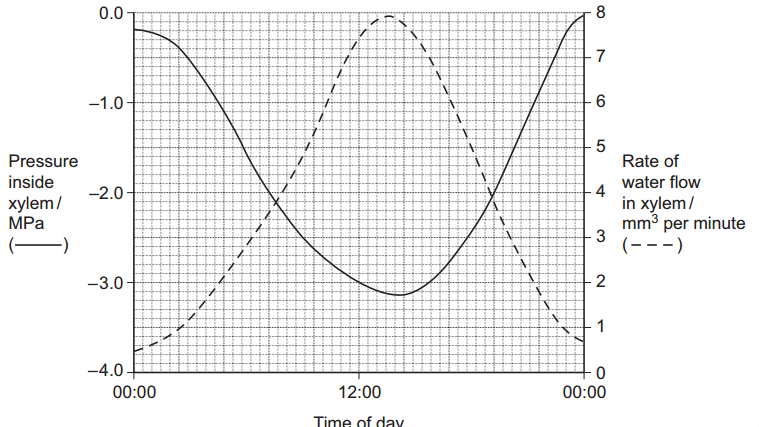 0.0
–1.0
–2.0
–3.0
–4.0
Pressure
inside
xylem /
MPa
(——)
8
7
6
5
4
3
2
1
0
Rate of
water flow
in xylem /
mm³ per minute
(– – –)
00:00 12:00 00:00
Time of day